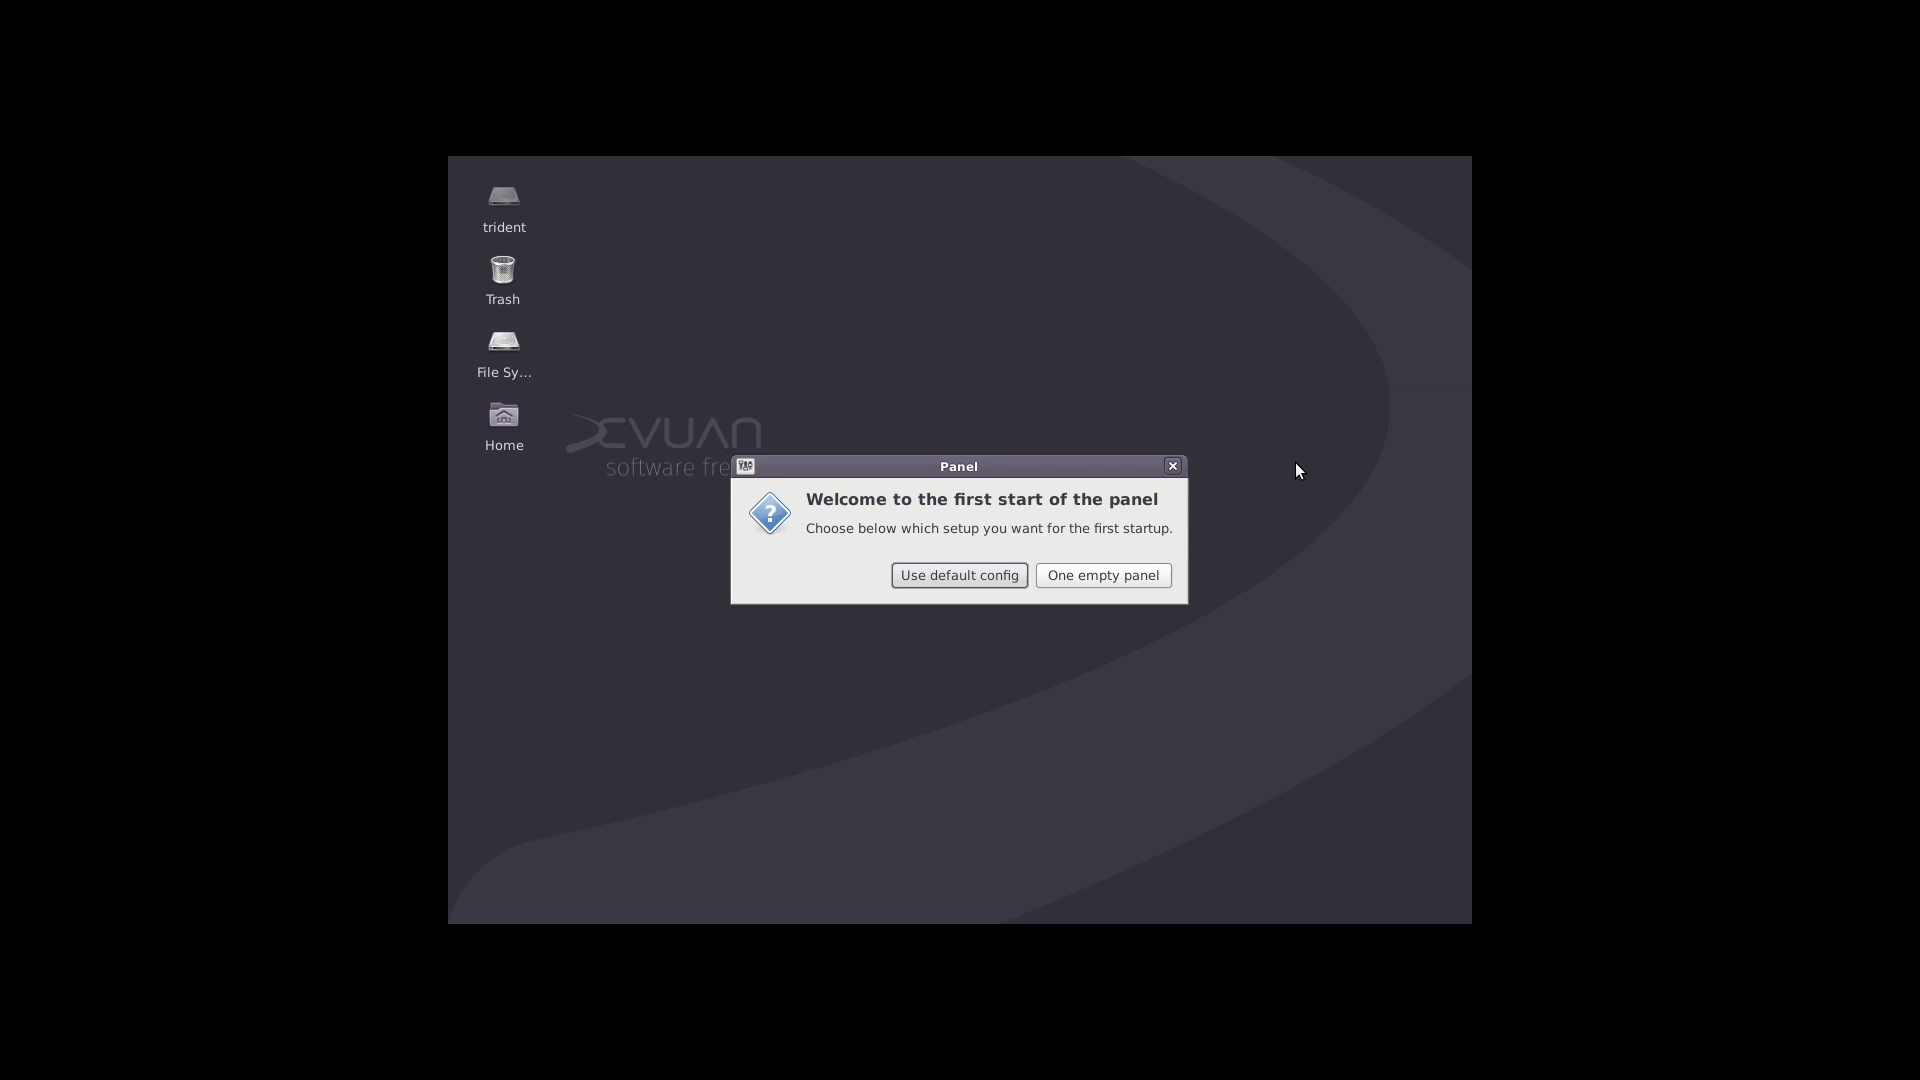 trident
Trash
File Sy...
Home
DEVUAN
software fre
Panel
Welcome to the first start of the panel
Choose below which setup you want for the first startup.
Use default config
One empty panel